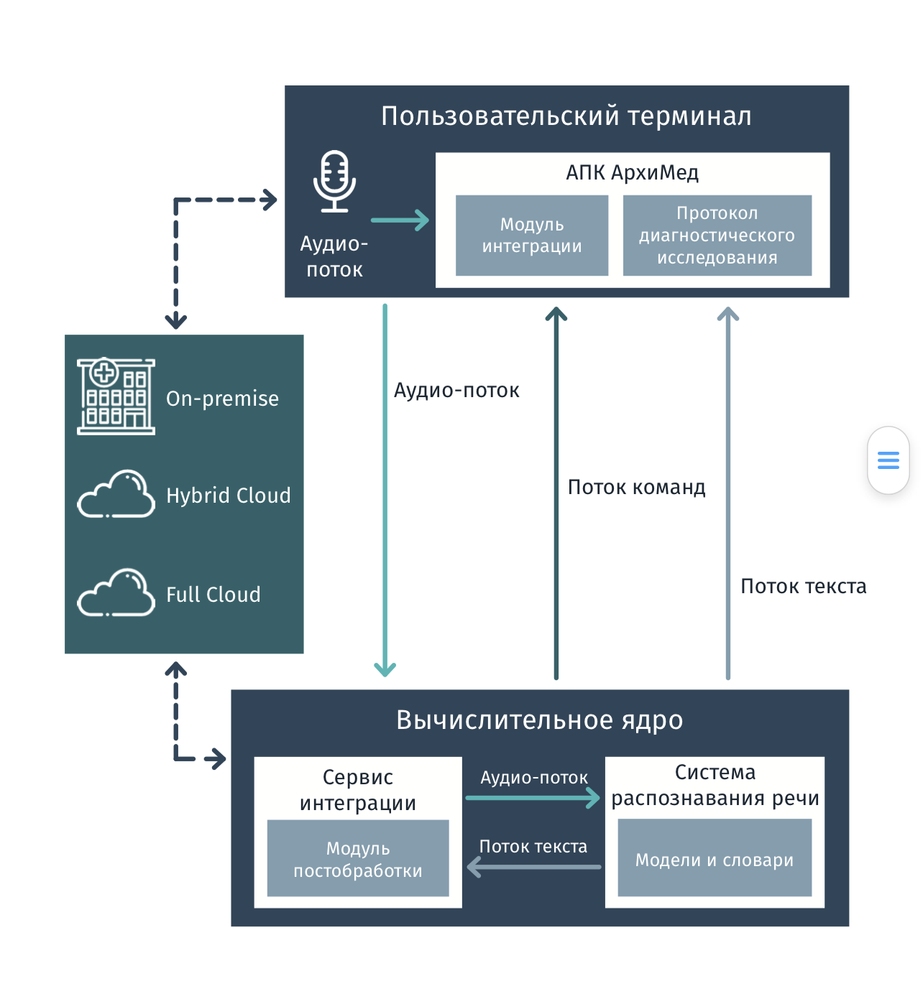 Пользовательский терминал
Аудио-
поток
АПК АрхиМед
Модуль
интеграции
Протокол
диагностического
исследования
On-premise
Hybrid Cloud
Full Cloud
Аудио-поток
Поток команд
Поток текста
Вычислительное ядро
Сервис
интеграции
Модуль
постобработки
Аудио-поток
Поток текста
Система
распознавания речи
Модели и словари